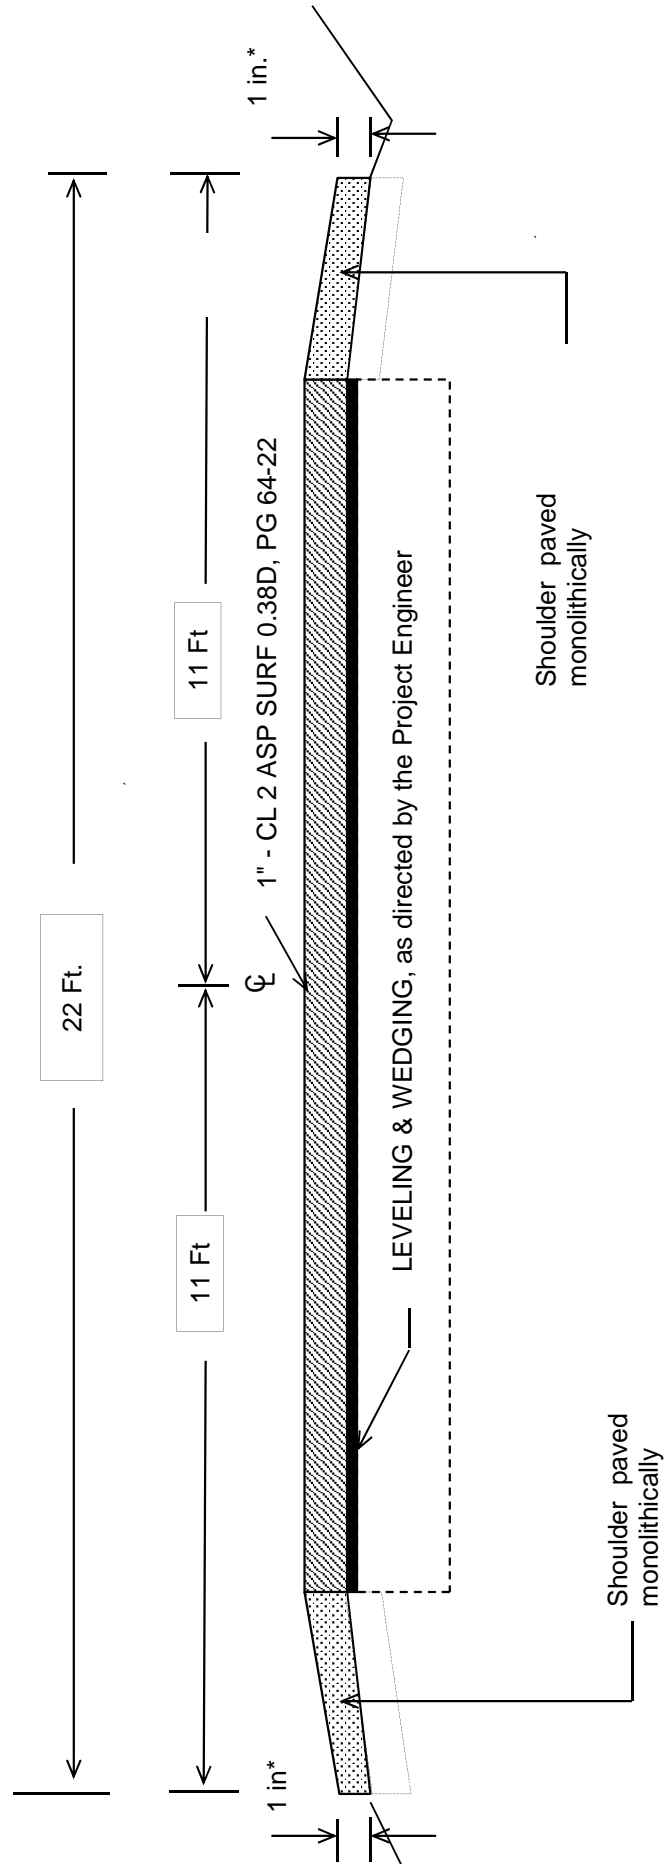 22 Ft.
11 Ft
11 Ft
1 in*
℄
1" - CL 2 ASP SURF 0.38D, PG 64-22
1 in.*
LEVELING & WEDGING, as directed by the Project Engineer
Shoulder paved
monolithically
Shoulder paved
monolithically